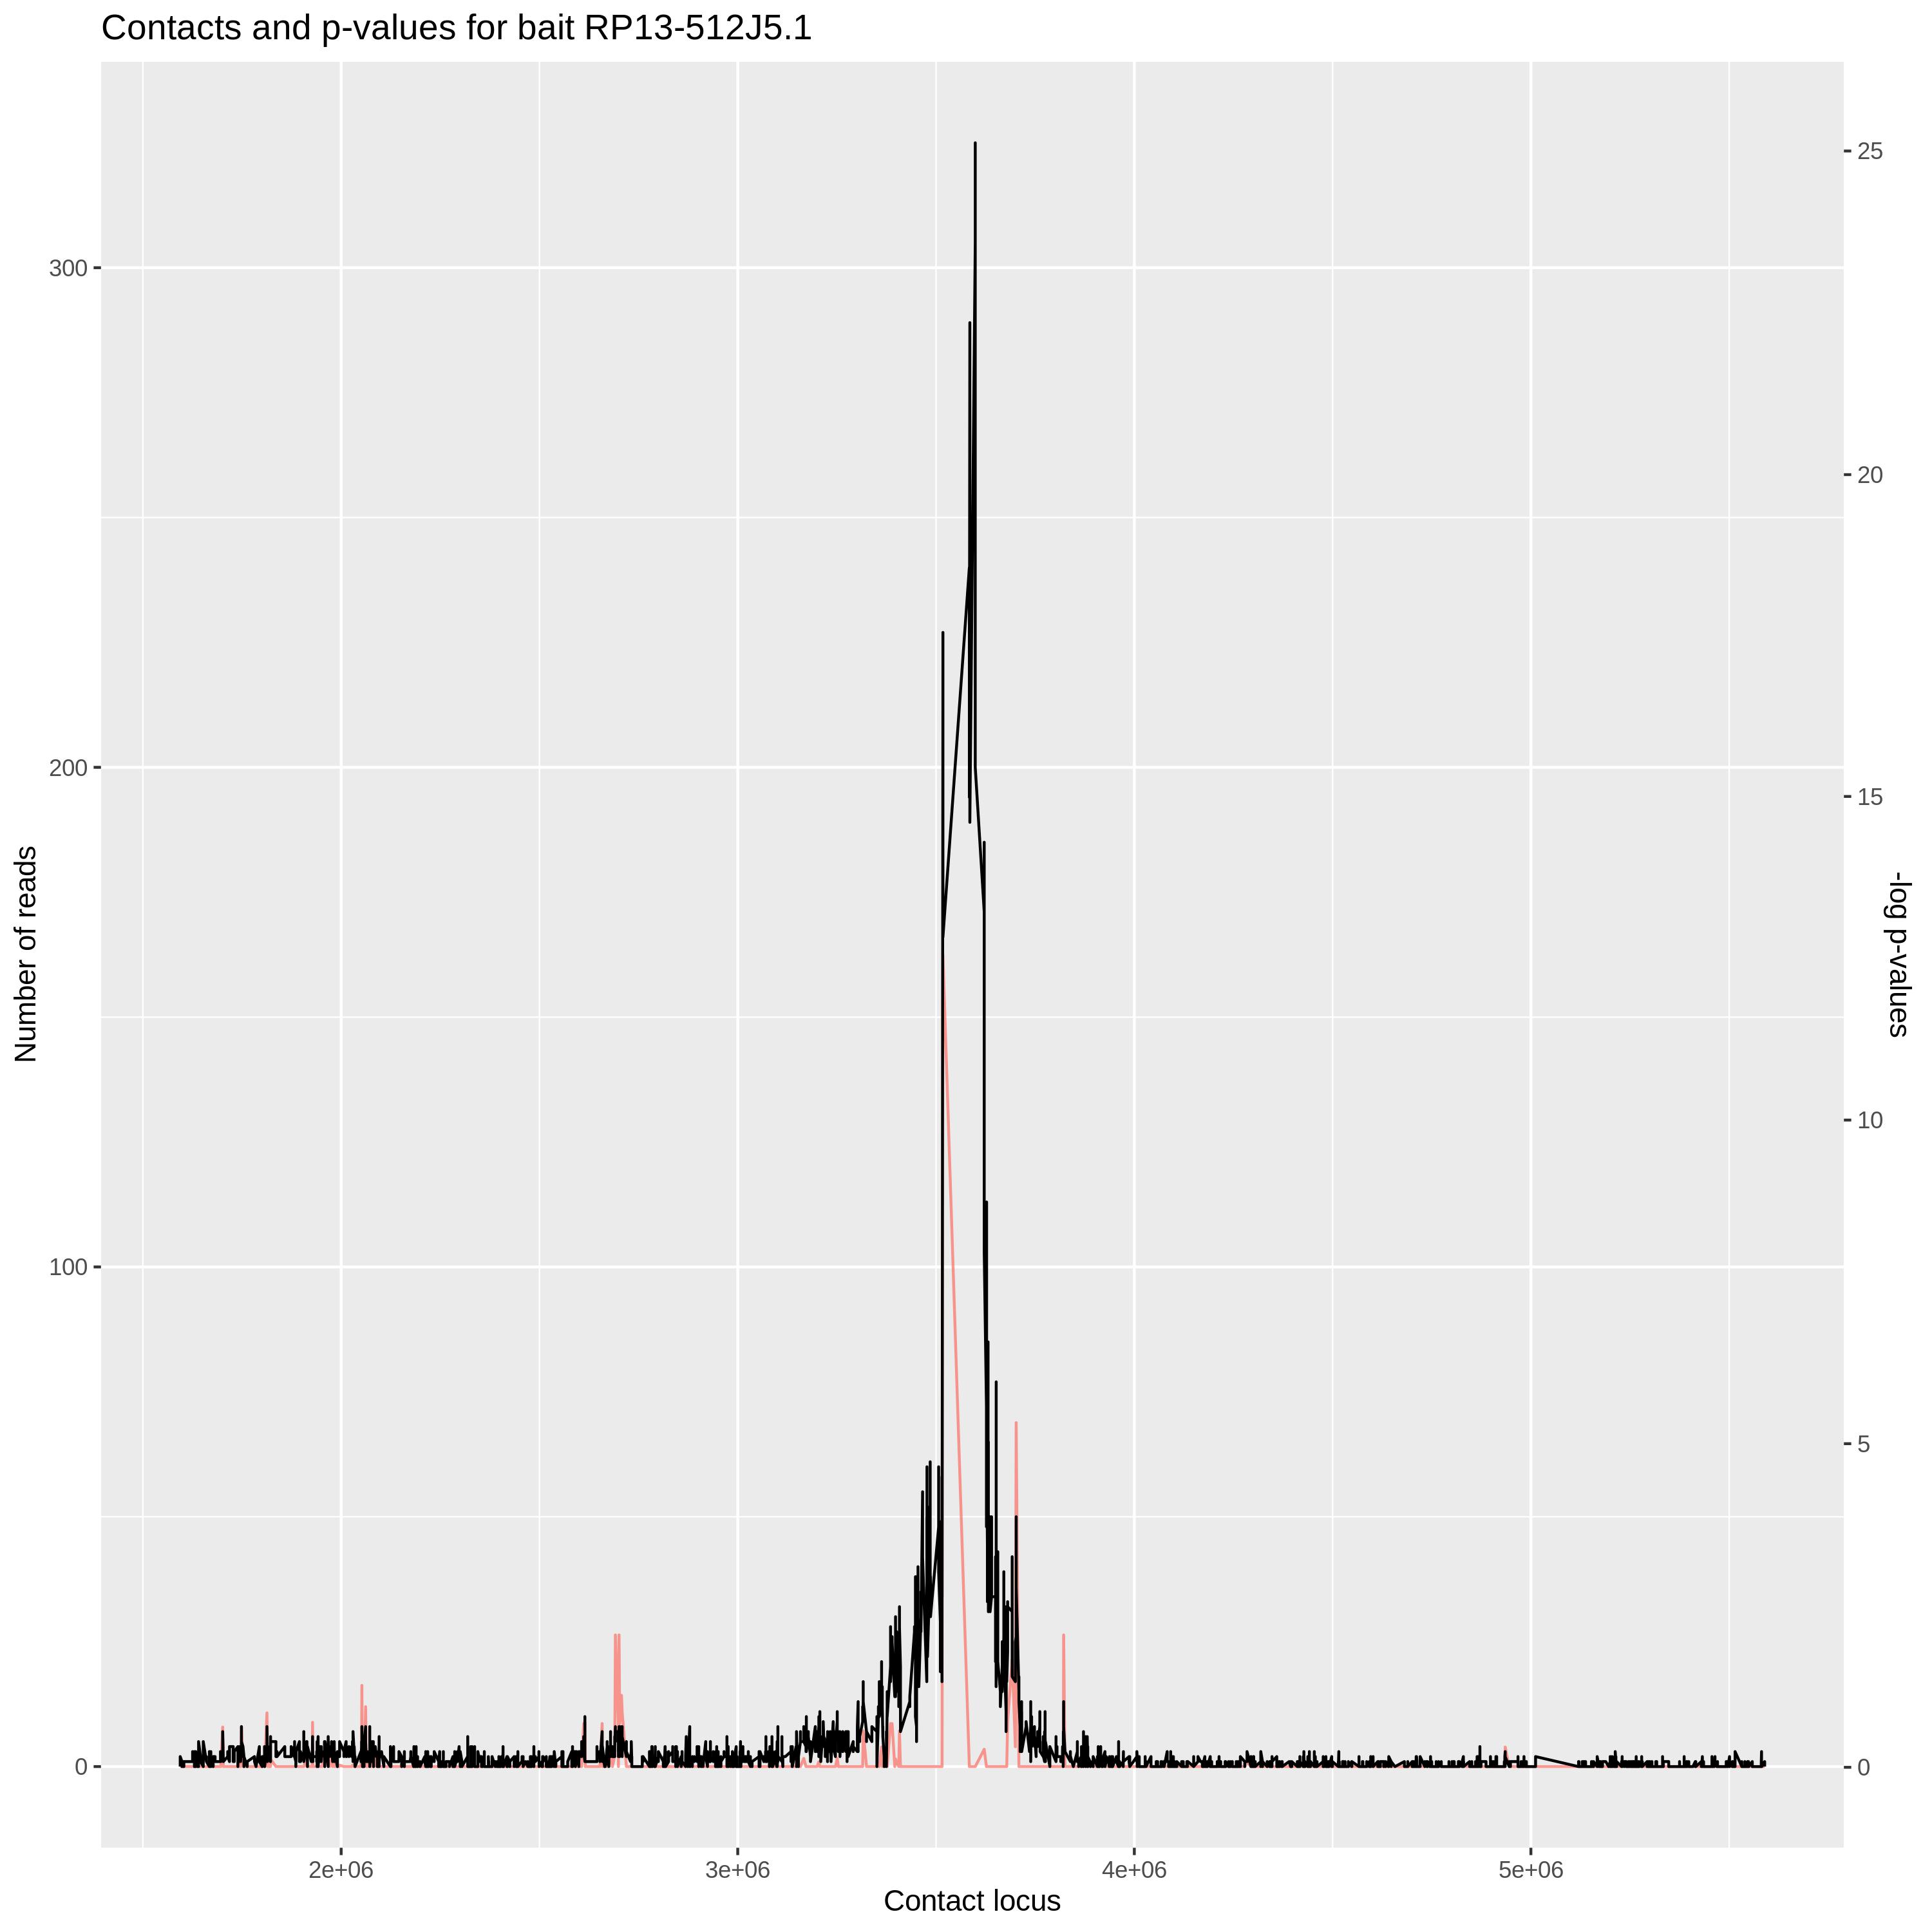 Contacts and p-values for bait RP13-512J5.1
Number of reads
300
200
100
0
25
20
15
10
5
0
-log p-values
2e+06
3e+06
4e+06
5e+06
Contact locus